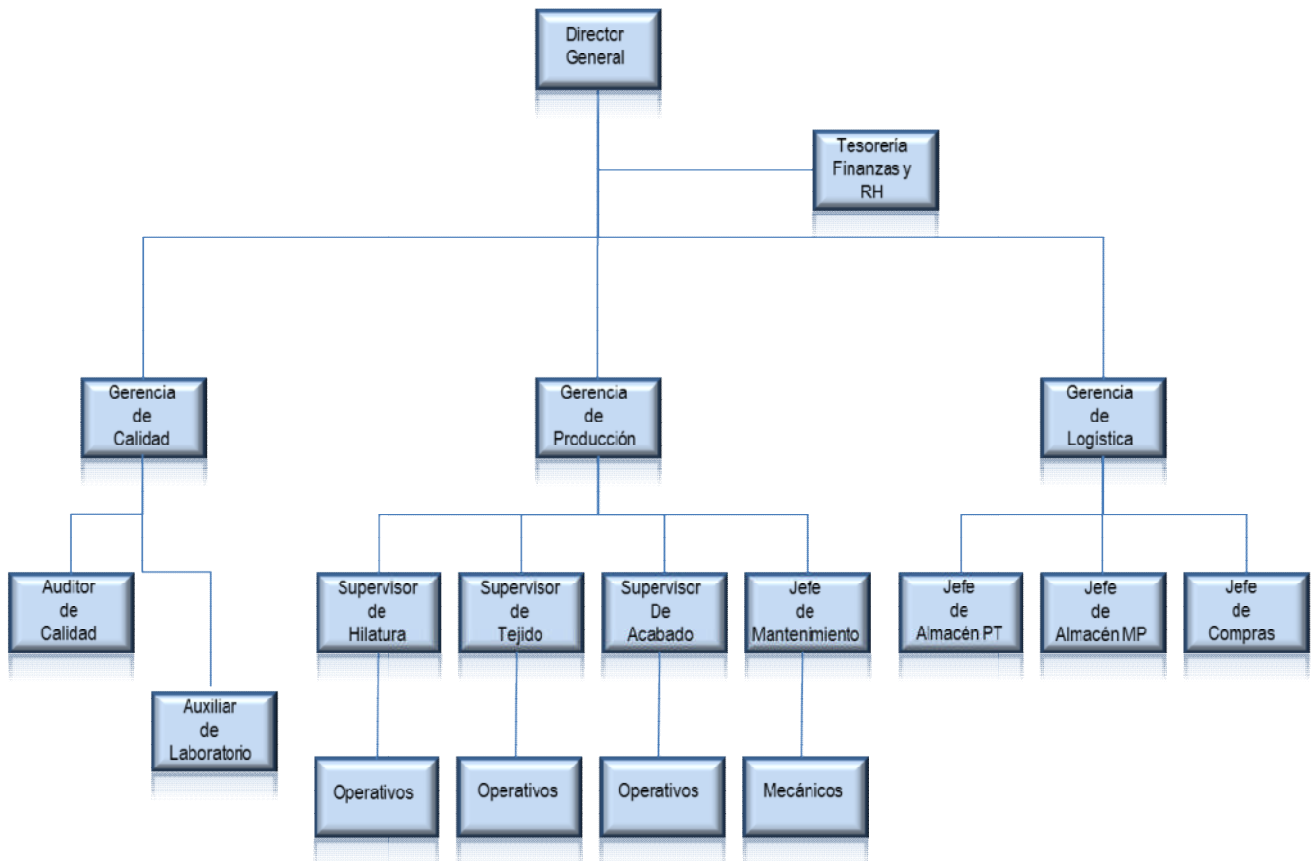 Director
General
Tesorería
Finanzas y
RH
Gerencia
de
Calidad
Gerencia
de
Producción
Gerencia
de
Logística
Auditor
de
Calidad
Auxiliar
de
Laboratorio
Supervisor
de
Hilatura
Supervisor
de
Tejido
Supervisor
De
Acabado
Jefe
de
Mantenimiento
Jefe
de
Almacén PT
Jefe
de
Almacén MP
Jefe
de
Compras
Operativos
Operativos
Operativos
Mecánicos